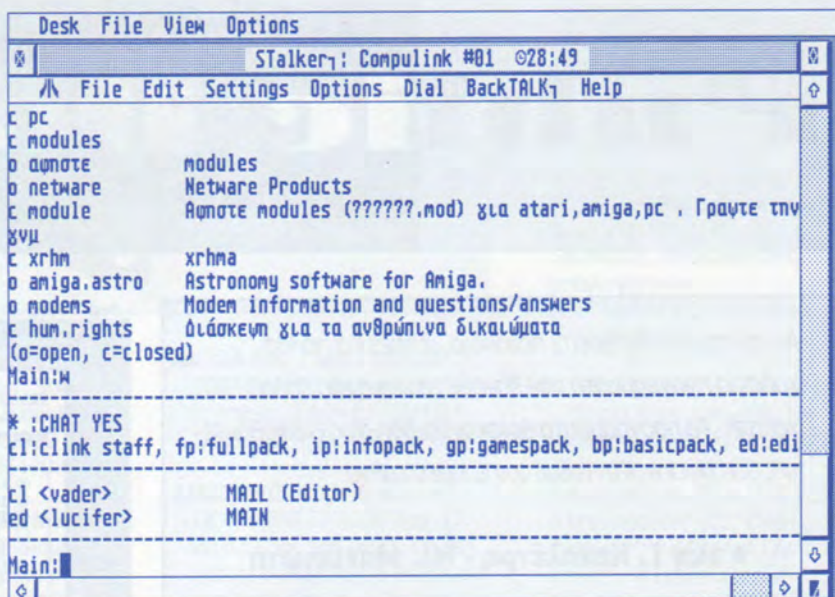 Desk File View Options
STalker┐: Compulink #01 ⊙28:49
File Edit Settings Options Dial BackTALK┐ Help
c pc
c modules
o αφηστε modules
o netware Netware Products
c module Αφηστε modules (??????.mod) για atari,amiga,pc . Γραψτε την
γνμ
c xrhm xrhma
o amiga.astro Astronomy software for Amiga.
o modems Modem information and questions/answers
c hum.rights Διάσκεψη για τα ανθρώπινα δικαιώματα
(o=open, c=closed)
Main:w
* :CHAT YES
cl:clink staff, fp:fullpack, ip:infopack, gp:gamespack, bp:basicpack, ed:edi
cl <vader> MAIL (Editor)
ed <lucifer> MAIN
Main: